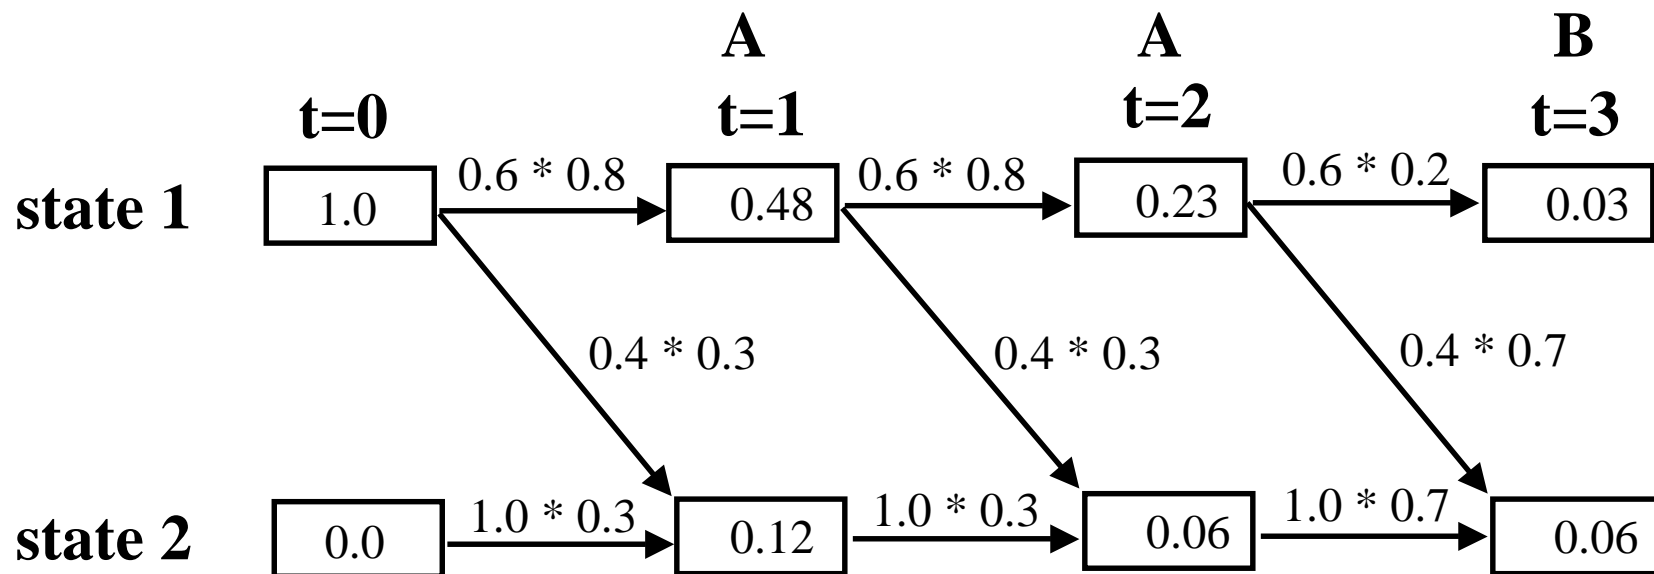 A A B
t=0 t=1 t=2 t=3
state 1 1.0 0.6 * 0.8 0.48 0.6 * 0.8 0.23 0.6 * 0.2 0.03
0.4 * 0.3 0.4 * 0.3 0.4 * 0.7
state 2 0.0 1.0 * 0.3 0.12 1.0 * 0.3 0.06 1.0 * 0.7 0.06